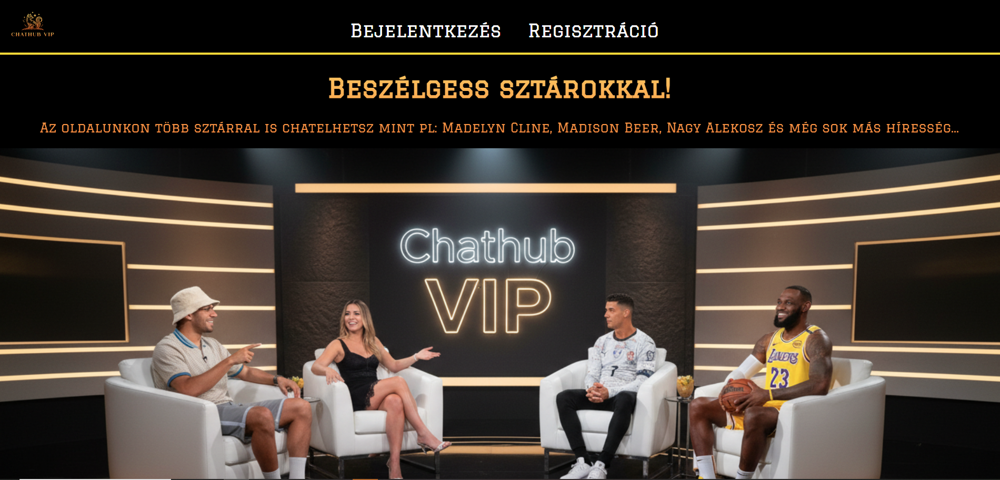 CHATHUB VIP
Bejelentkezés Regisztráció
Beszélgess sztárokkal!
Az oldalunkon több sztárral is chatelhetsz mint pl: Madelyn Cline, Madison Beer, Nagy Alekosz és még sok más híresség...
Chathub
VIP
7
23